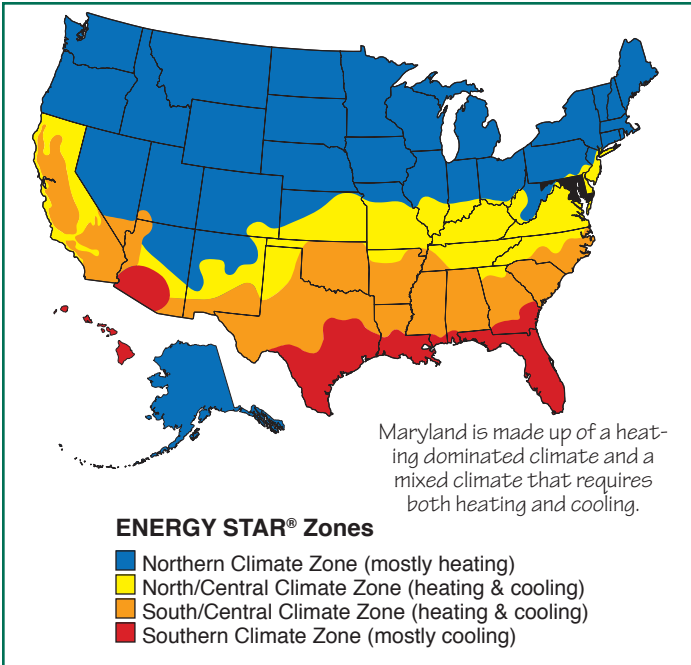 Maryland is made up of a heat-
ing dominated climate and a
mixed climate that requires
both heating and cooling.
ENERGY STAR® Zones
Northern Climate Zone (mostly heating)
North/Central Climate Zone (heating & cooling)
South/Central Climate Zone (heating & cooling)
Southern Climate Zone (mostly cooling)